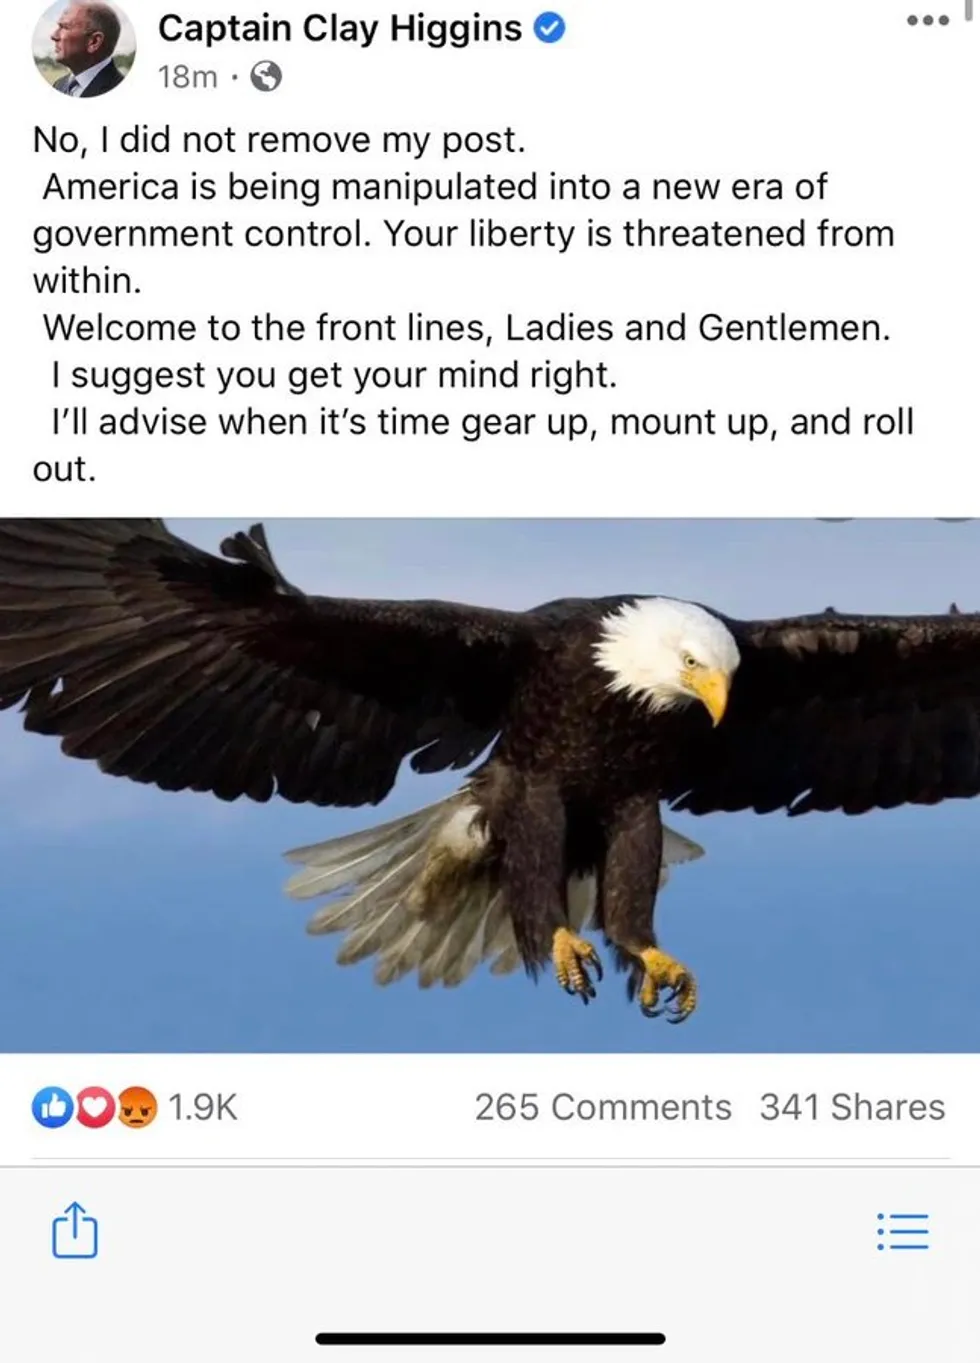 Captain Clay Higgins
18m ·
No, I did not remove my post.
America is being manipulated into a new era of
government control. Your liberty is threatened from
within.
Welcome to the front lines, Ladies and Gentlemen.
I suggest you get your mind right.
I’ll advise when it’s time gear up, mount up, and roll
out.
1.9K 265 Comments 341 Shares